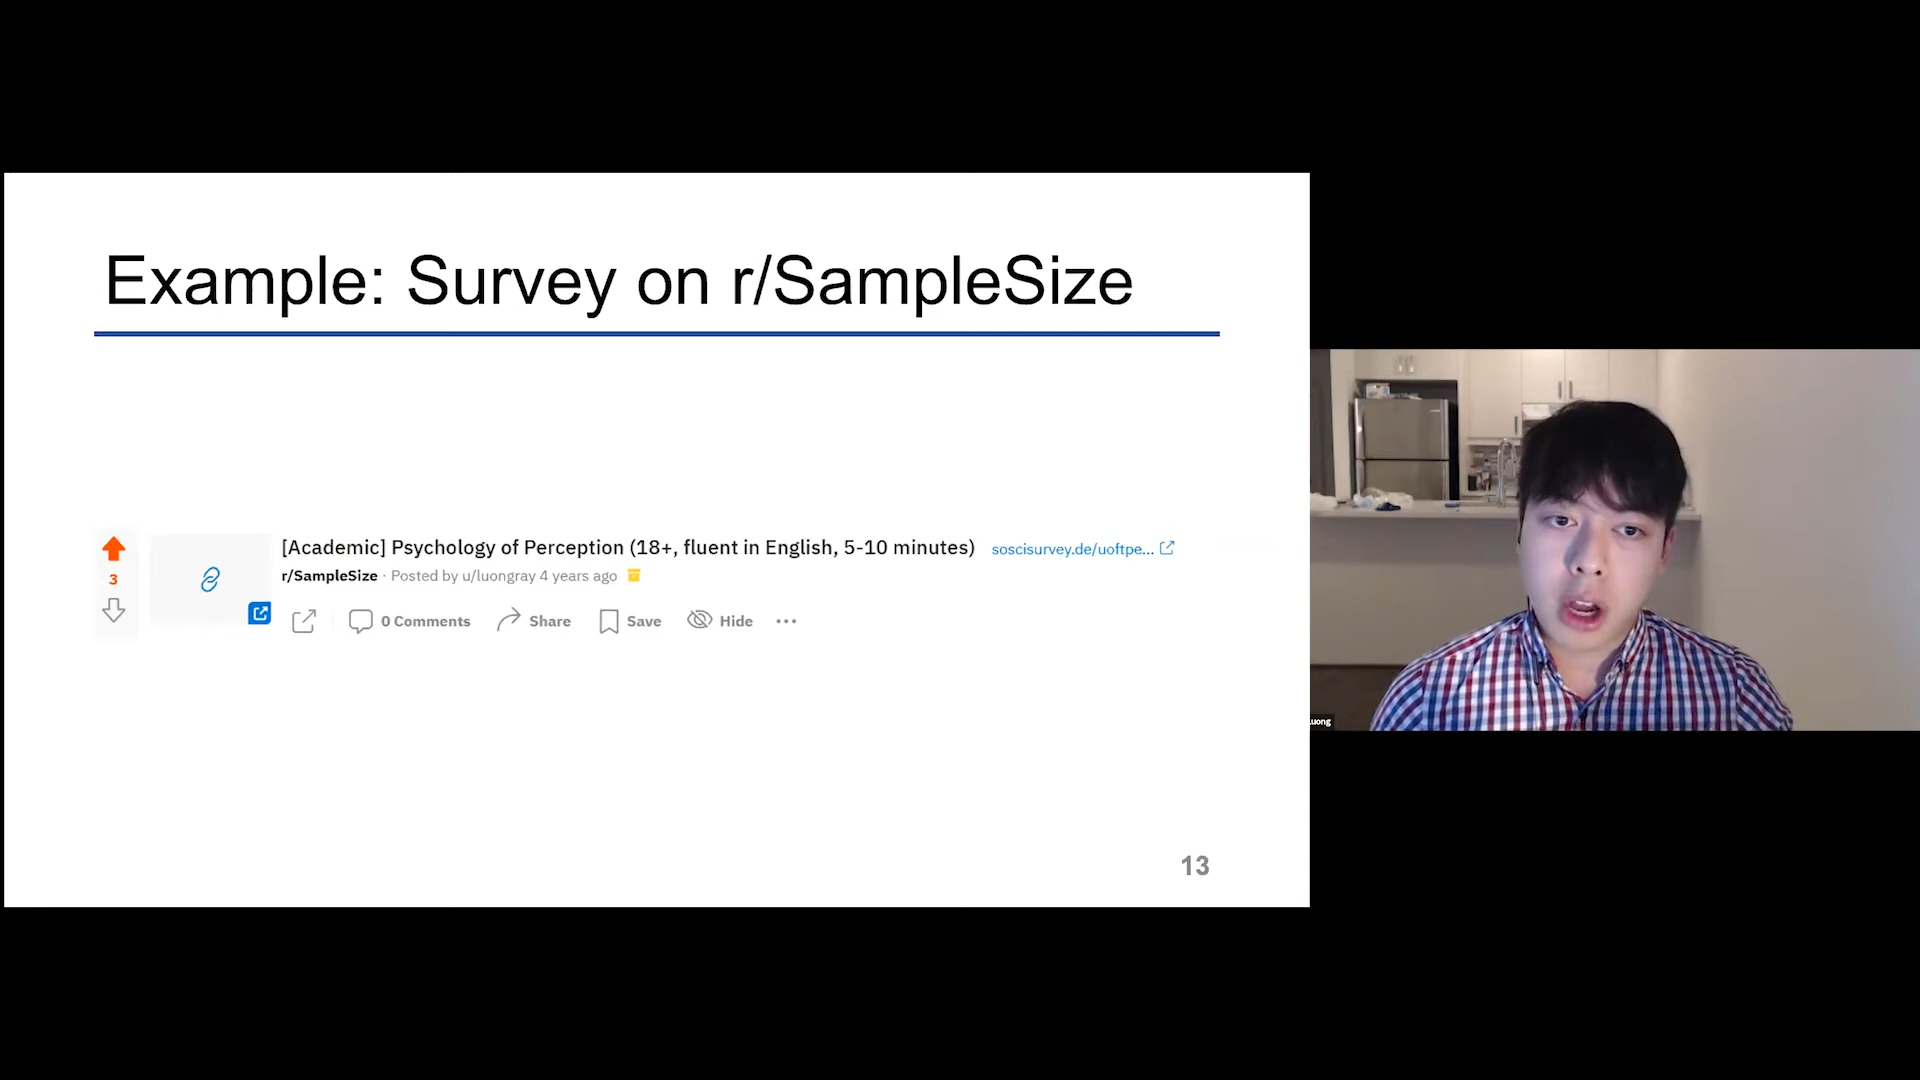 Example: Survey on r/SampleSize
[Academic] Psychology of Perception (18+, fluent in English, 5-10 minutes) soscisurvey.de/uoftpe...
3
r/SampleSize · Posted by u/luongray 4 years ago
0 Comments Share Save Hide ...
13
uong